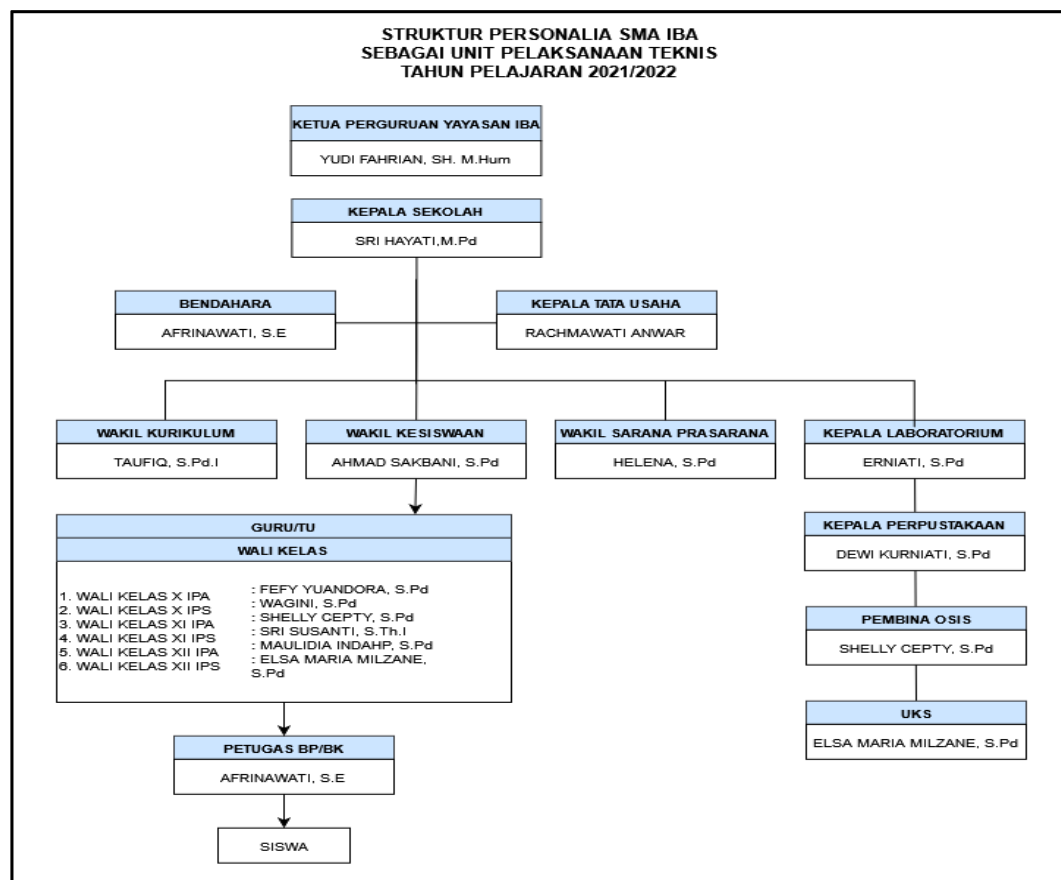 STRUKTUR PERSONALIA SMA IBA
SEBAGAI UNIT PELAKSANAAN TEKNIS
TAHUN PELAJARAN 2021/2022
KETUA PERGURUAN YAYASAN IBA
YUDI FAHRIAN, SH. M.Hum
KEPALA SEKOLAH
SRI HAYATI,M.Pd
BENDAHARA
AFRINAWATI, S.E
KEPALA TATA USAHA
RACHMAWATI ANWAR
WAKIL KURIKULUM
TAUFIQ, S.Pd.I
WAKIL KESISWAAN
AHMAD SAKBANI, S.Pd
WAKIL SARANA PRASARANA
HELENA, S.Pd
KEPALA LABORATORIUM
ERNIATI, S.Pd
GURU/TU
WALI KELAS
1. WALI KELAS X IPA : FEFY YUANDORA, S.Pd
2. WALI KELAS X IPS : WAGINI, S.Pd
3. WALI KELAS XI IPA : SHELLY CEPTY, S.Pd
4. WALI KELAS XI IPS : SRI SUSANTI, S.Th.I
5. WALI KELAS XII IPA : MAULIDIA INDAHP, S.Pd
6. WALI KELAS XII IPS : ELSA MARIA MILZANE,
S.Pd
KEPALA PERPUSTAKAAN
DEWI KURNIATI, S.Pd
PEMBINA OSIS
SHELLY CEPTY, S.Pd
UKS
ELSA MARIA MILZANE, S.Pd
PETUGAS BP/BK
AFRINAWATI, S.E
SISWA